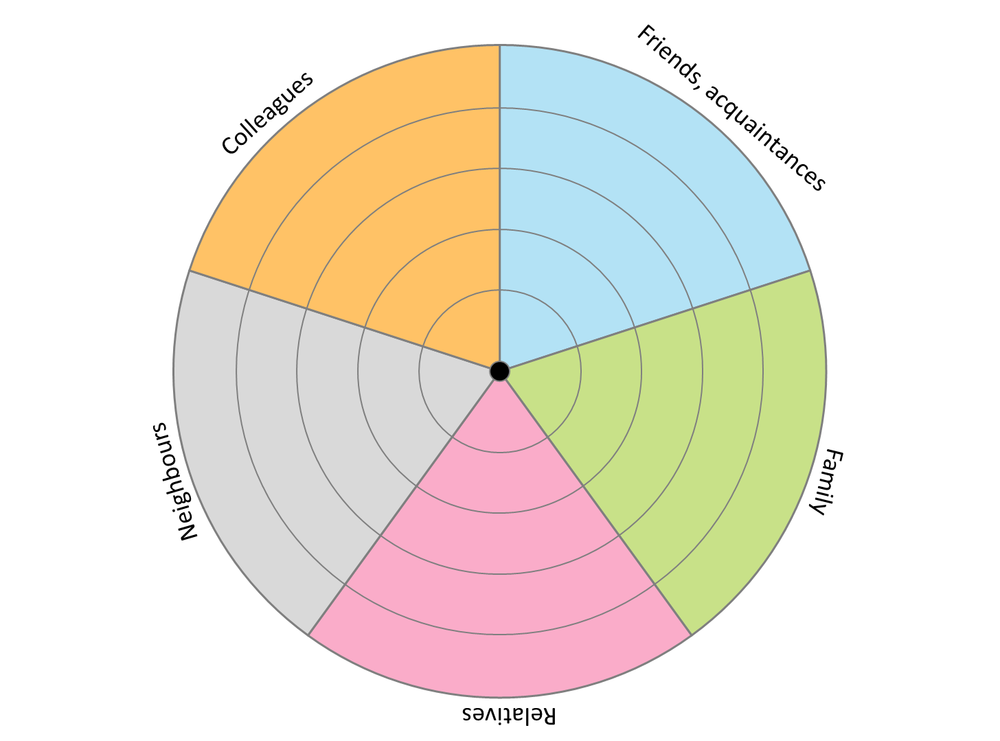 Friends, acquaintances
Family
Relatives
Neighbours
Colleagues